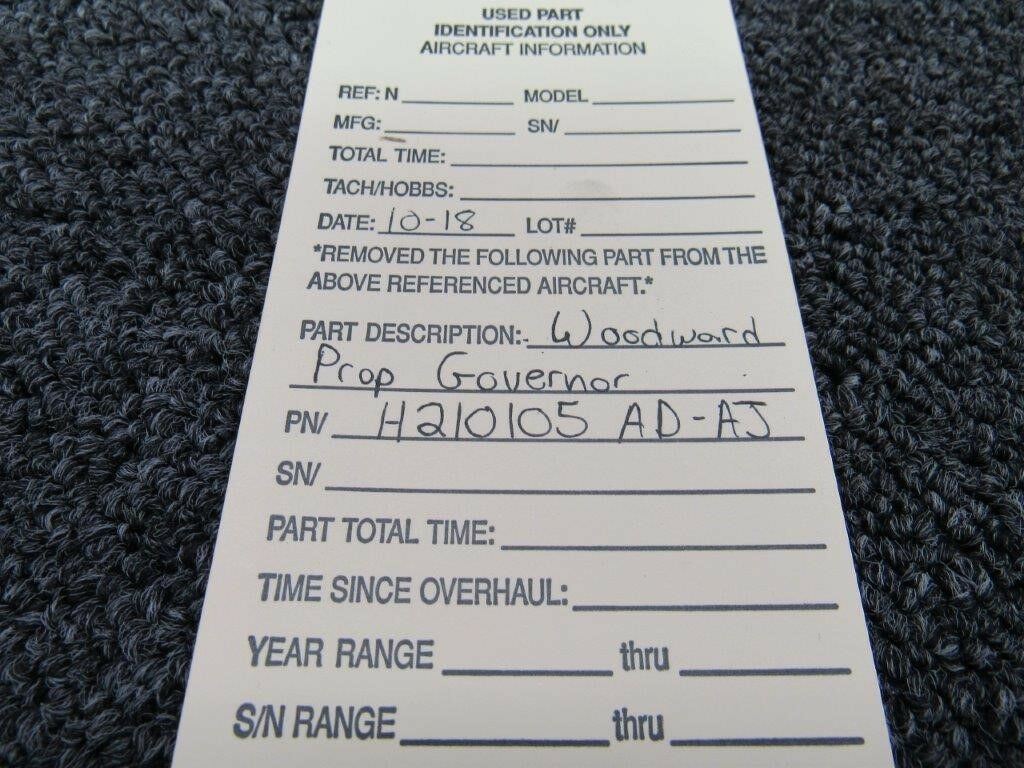 USED PART
IDENTIFICATION ONLY
AIRCRAFT INFORMATION
REF: N MODEL
MFG: SN/
TOTAL TIME:
TACH/HOBBS:
DATE: 10-18 LOT#
*REMOVED THE FOLLOWING PART FROM THE
ABOVE REFERENCED AIRCRAFT.*
PART DESCRIPTION:- Woodward
Prop Governor
PN/ H210105 AD-AJ
SN/
PART TOTAL TIME:
TIME SINCE OVERHAUL:
YEAR RANGE thru
S/N RANGE thru